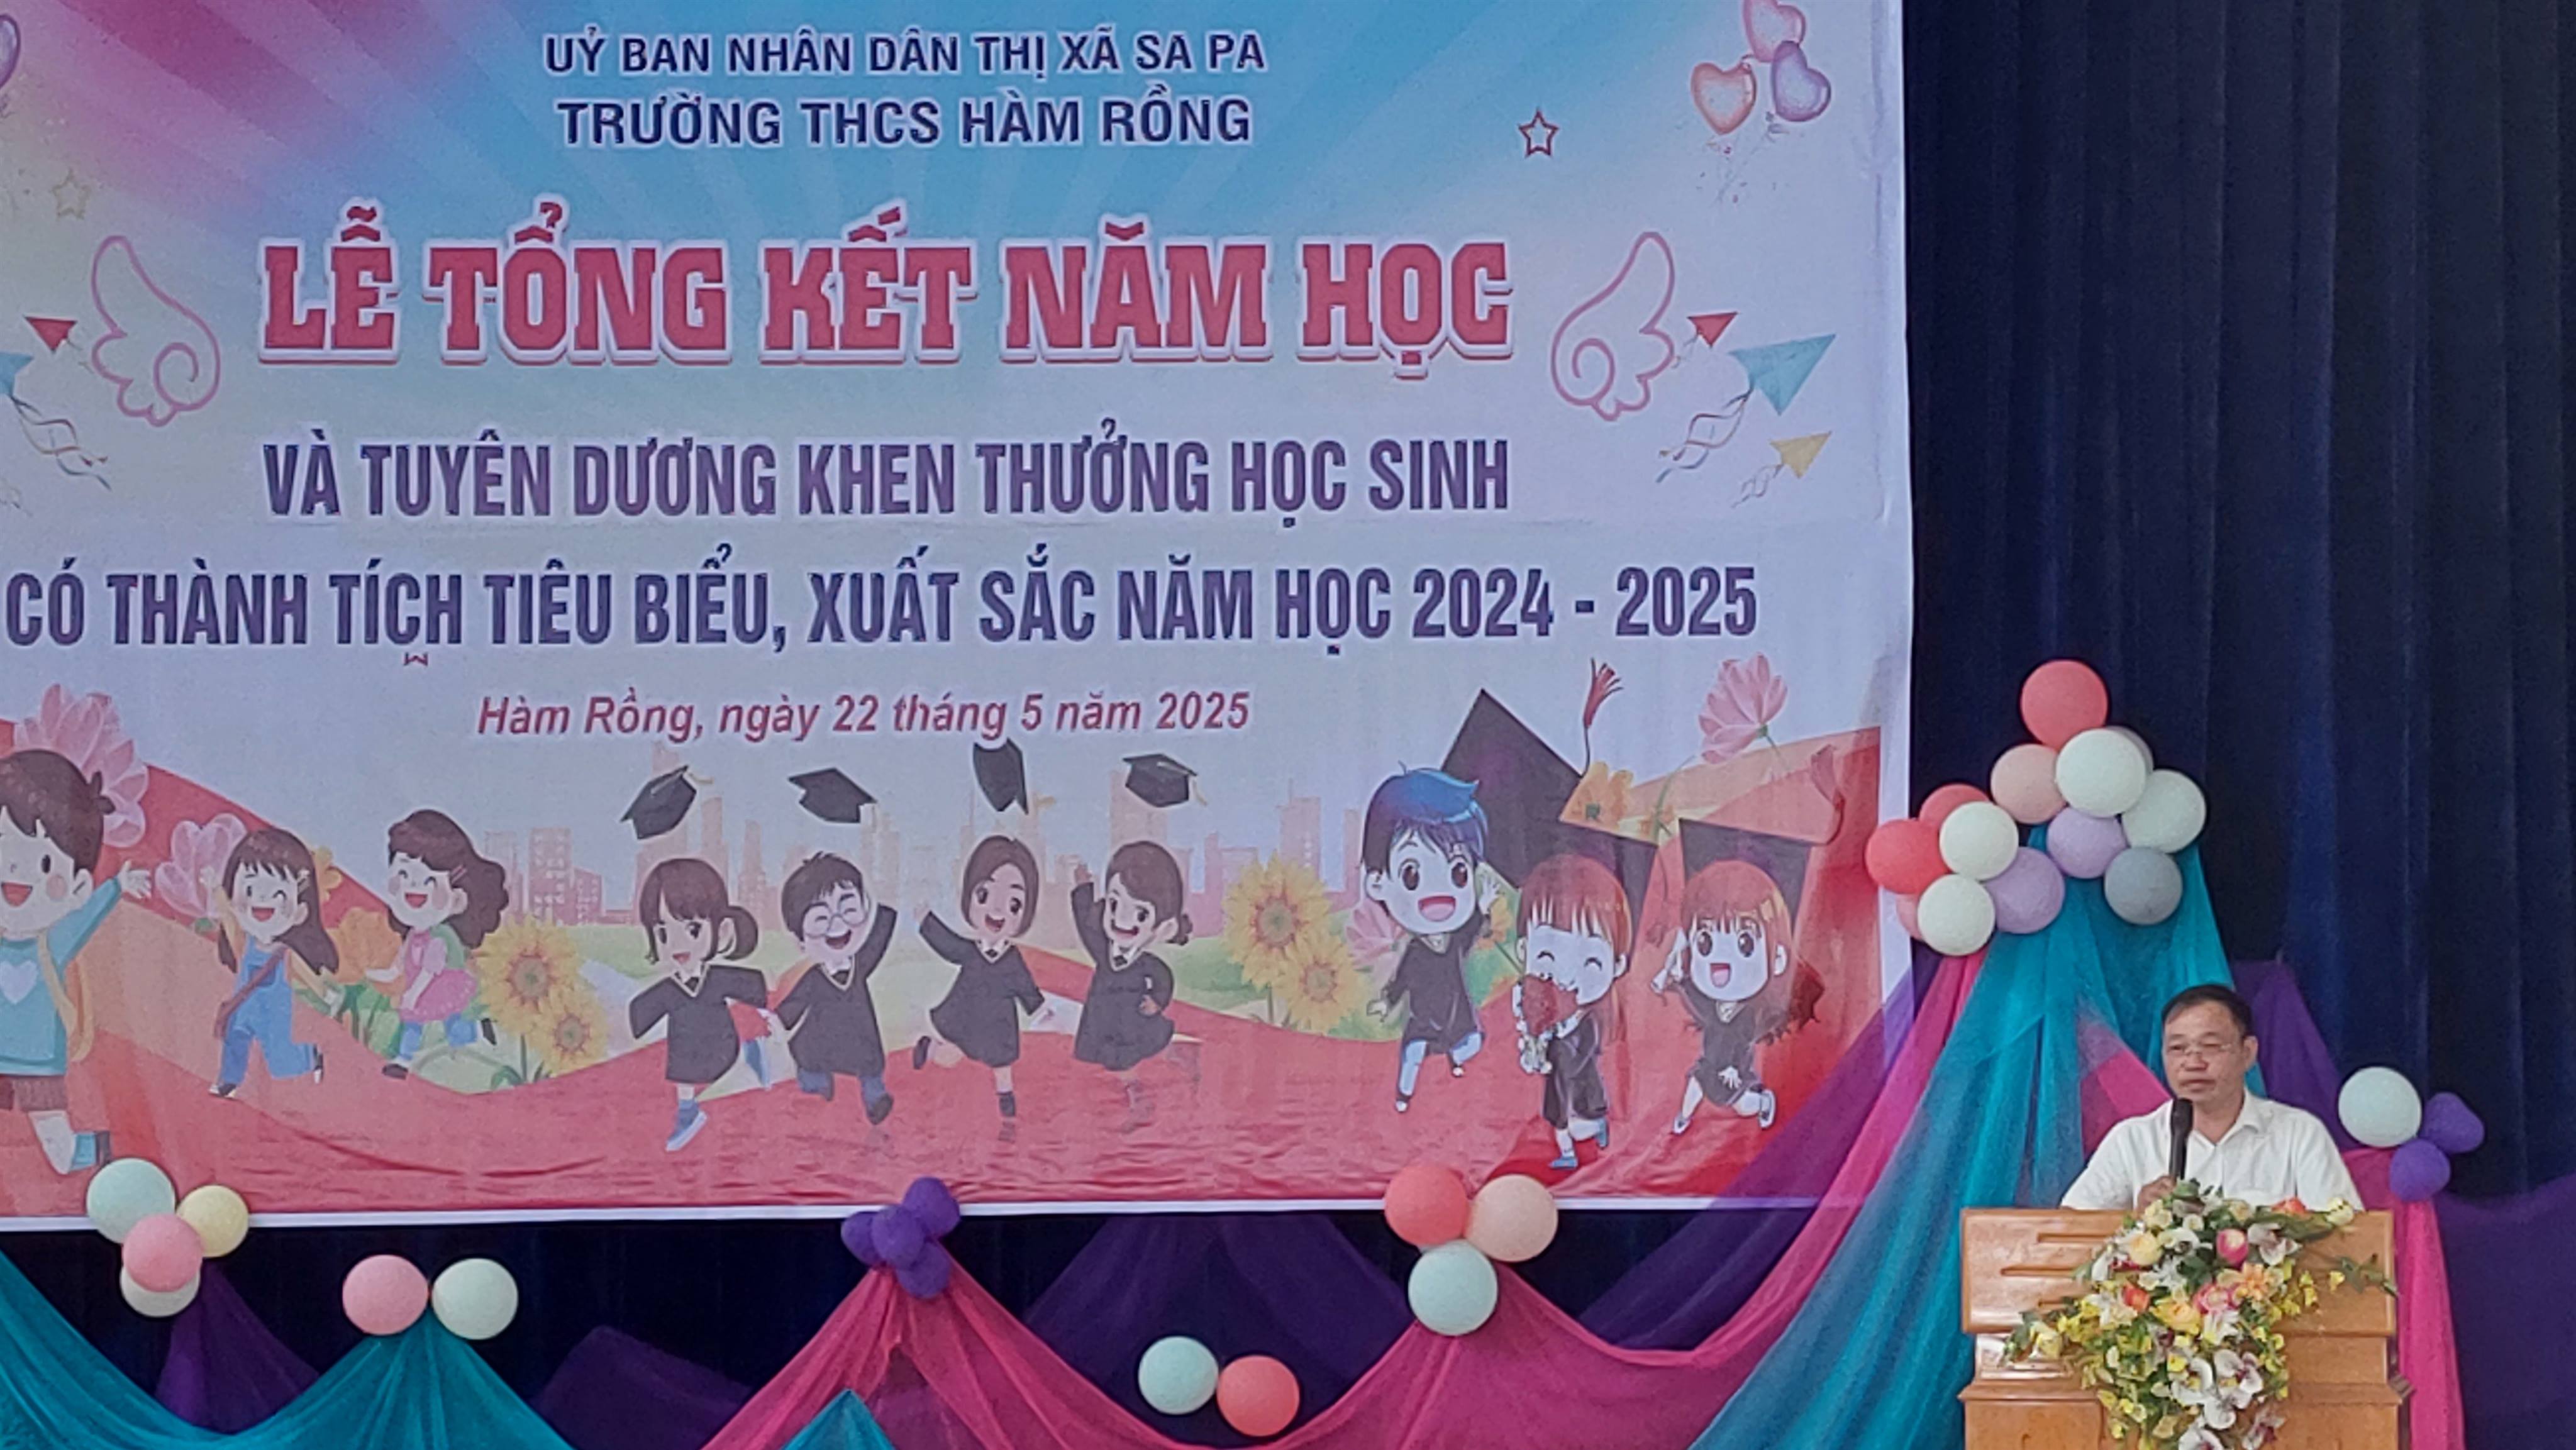 UỶ BAN NHÂN DÂN THỊ XÃ SA PA
TRƯỜNG THCS HÀM RỒNG
LỄ TỔNG KẾT NĂM HỌC
VÀ TUYÊN DƯƠNG KHEN THƯỞNG HỌC SINH
CÓ THÀNH TÍCH TIÊU BIỂU, XUẤT SẮC NĂM HỌC 2024 - 2025
Hàm Rồng, ngày 22 tháng 5 năm 2025